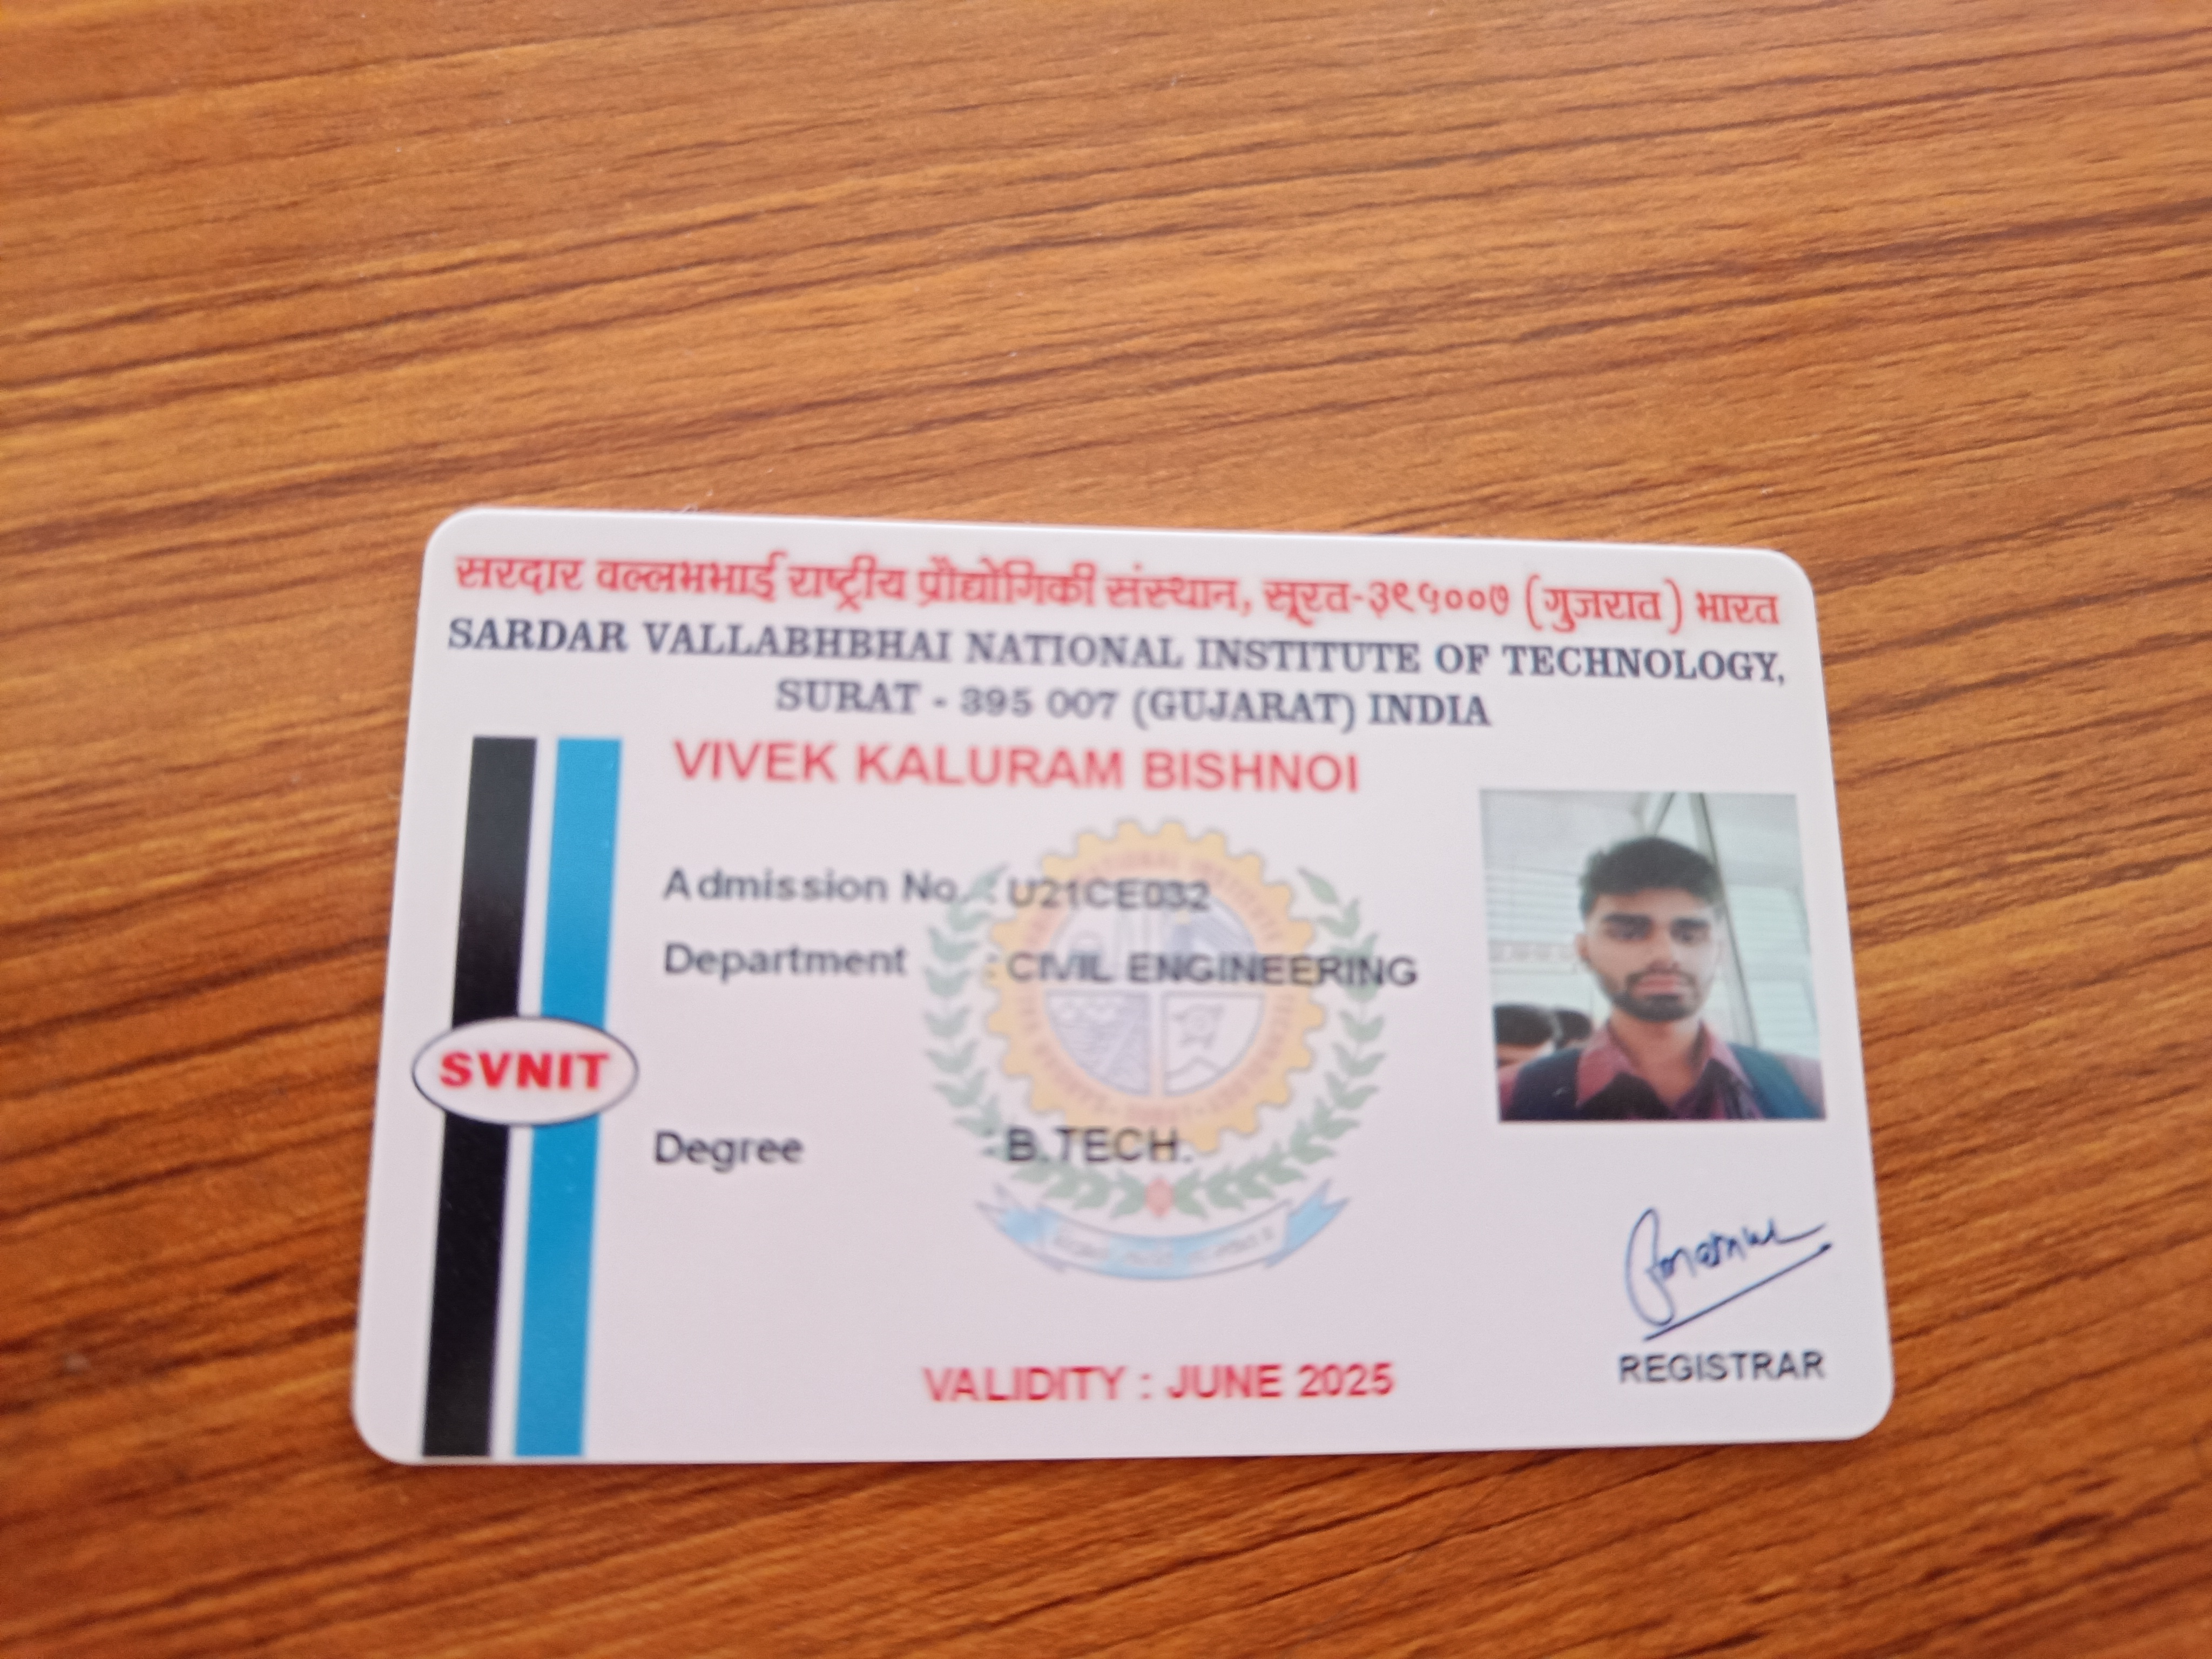 सरदार वल्लभभाई राष्ट्रीय प्रौद्योगिकी संस्थान, सूरत-३९५००७ (गुजरात) भारत
SARDAR VALLABHBHAI NATIONAL INSTITUTE OF TECHNOLOGY,
SURAT - 395 007 (GUJARAT) INDIA
VIVEK KALURAM BISHNOI
Admission No. : U21CE032
Department : CIVIL ENGINEERING
SVNIT
Degree : B.TECH.
REGISTRAR
VALIDITY : JUNE 2025